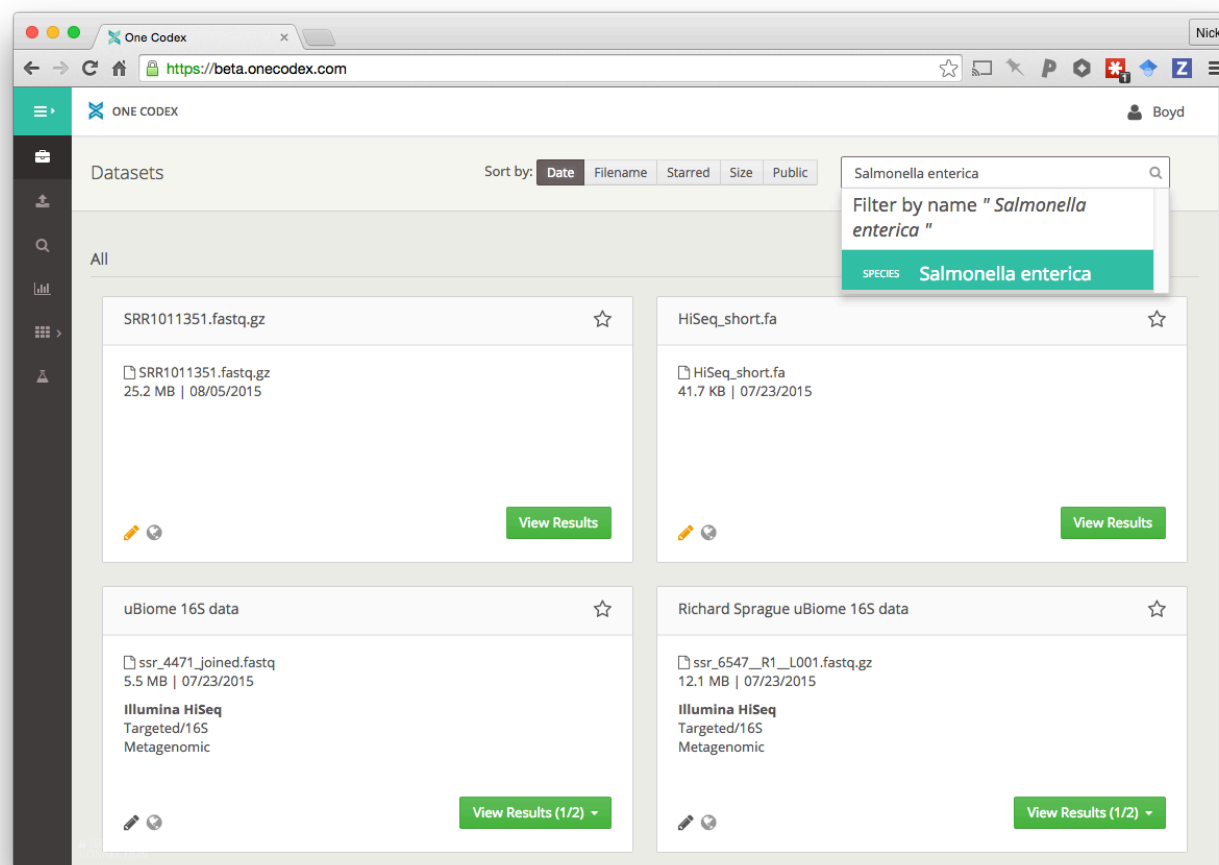 One Codex
Nick
https://beta.onecodex.com
1
Z
ONE CODEX
Boyd
Datasets
Sort by:
Date
Filename
Starred
Size
Public
Salmonella enterica
Filter by name " Salmonella
enterica "
SPECIES Salmonella enterica
All
SRR1011351.fastq.gz
SRR1011351.fastq.gz
25.2 MB | 08/05/2015
View Results
HiSeq_short.fa
HiSeq_short.fa
41.7 KB | 07/23/2015
View Results
uBiome 16S data
ssr_4471_joined.fastq
5.5 MB | 07/23/2015
Illumina HiSeq
Targeted/16S
Metagenomic
View Results (1/2)
Richard Sprague uBiome 16S data
ssr_6547__R1__L001.fastq.gz
12.1 MB | 07/23/2015
Illumina HiSeq
Targeted/16S
Metagenomic
View Results (1/2)